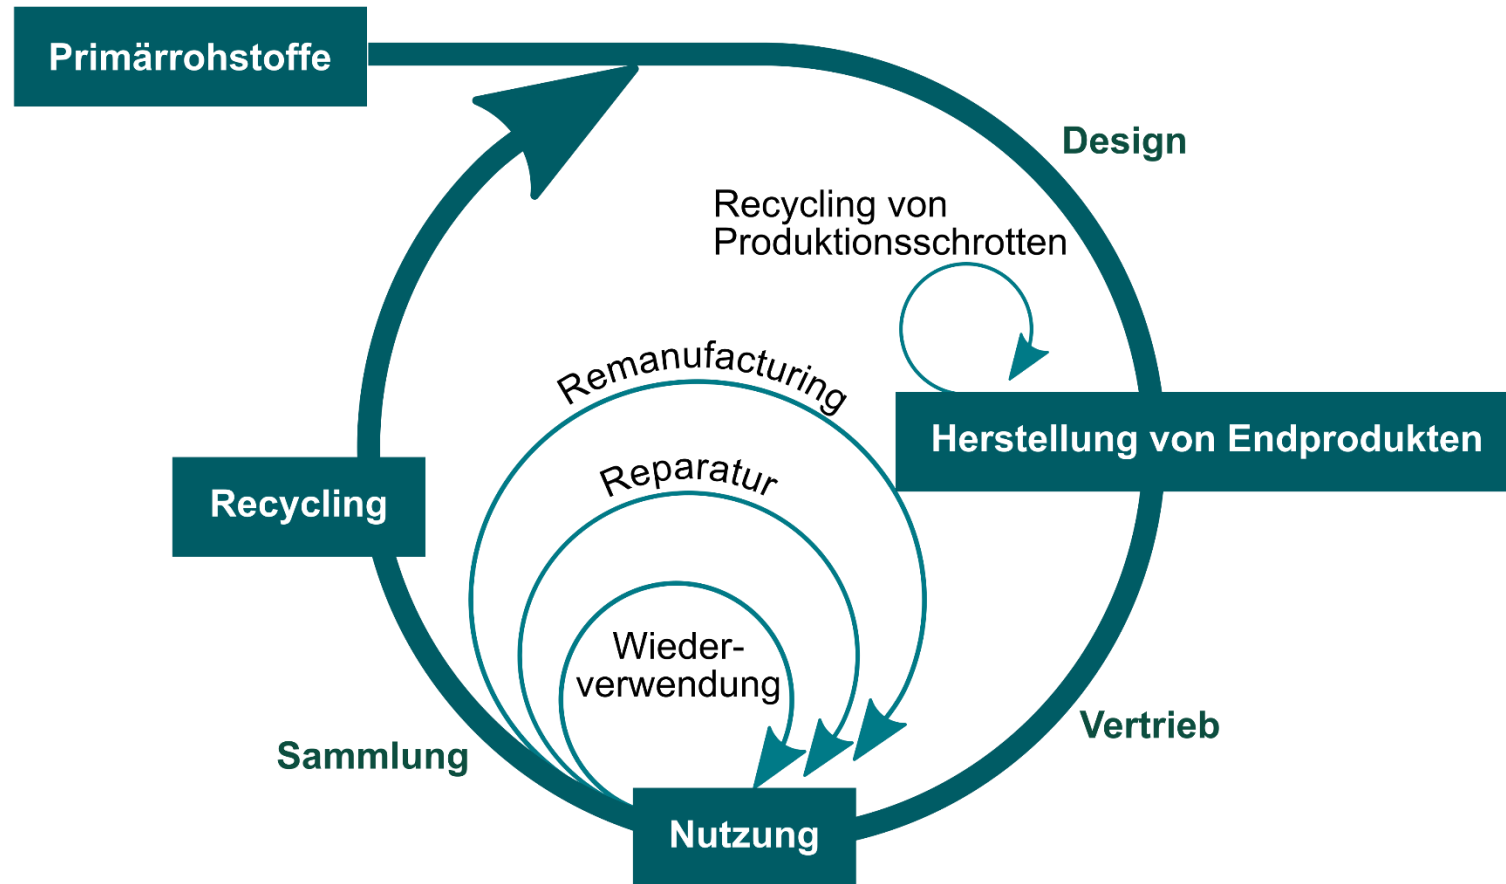 Primärrohstoffe
Design
Recycling von
Produktionsschrotten
Remanufacturing
Herstellung von Endprodukten
Reparatur
Recycling
Wieder-
verwendung
Vertrieb
Sammlung
Nutzung